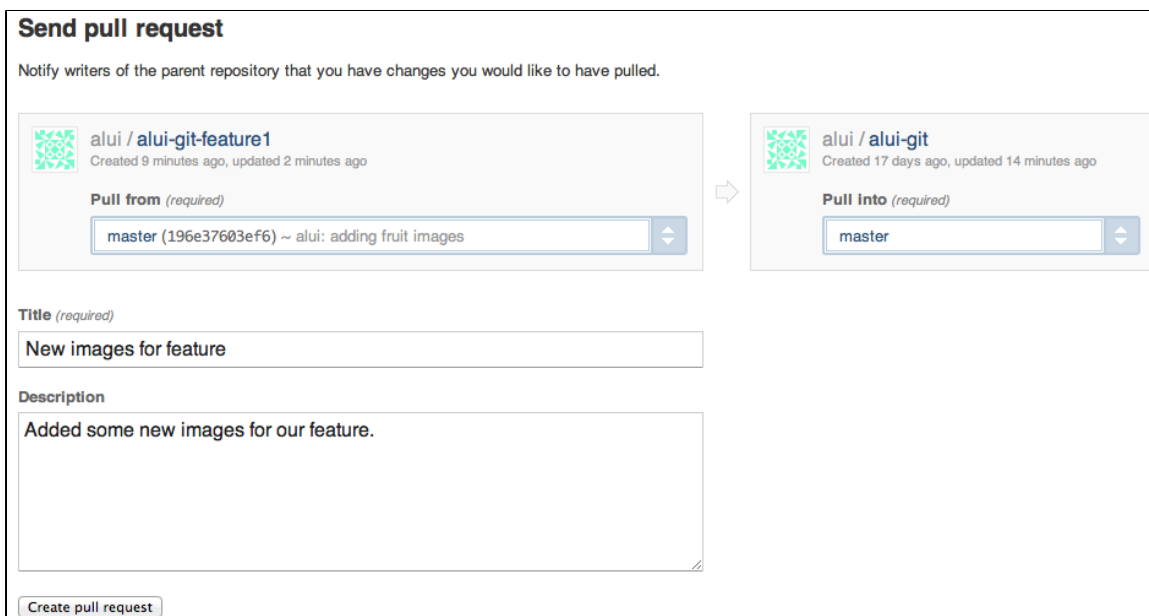 Send pull request
Notify writers of the parent repository that you have changes you would like to have pulled.
alui / alui-git-feature1
Created 9 minutes ago, updated 2 minutes ago
Pull from (required)
master (196e37603ef6) ~ alui: adding fruit images
alui / alui-git
Created 17 days ago, updated 14 minutes ago
Pull into (required)
master
Title (required)
New images for feature
Description
Added some new images for our feature.
Create pull request